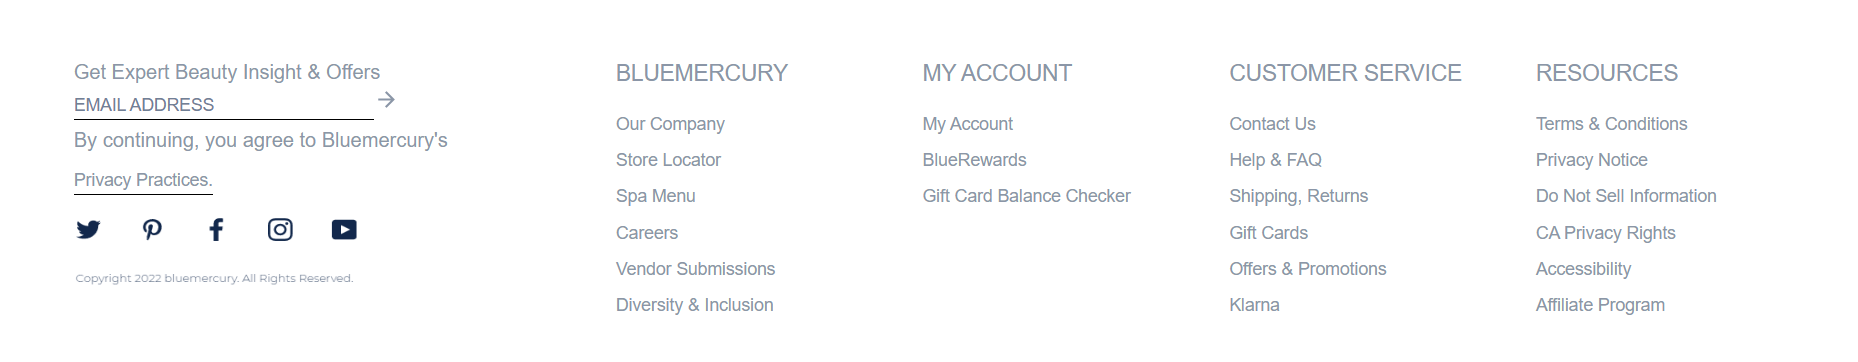 Get Expert Beauty Insight & Offers
EMAIL ADDRESS
By continuing, you agree to Bluemercury's
Privacy Practices.
Copyright 2022 bluemercury. All Rights Reserved.
BLUEMERCURY
Our Company
Store Locator
Spa Menu
Careers
Vendor Submissions
Diversity & Inclusion
MY ACCOUNT
My Account
BlueRewards
Gift Card Balance Checker
CUSTOMER SERVICE
Contact Us
Help & FAQ
Shipping, Returns
Gift Cards
Offers & Promotions
Klarna
RESOURCES
Terms & Conditions
Privacy Notice
Do Not Sell Information
CA Privacy Rights
Accessibility
Affiliate Program